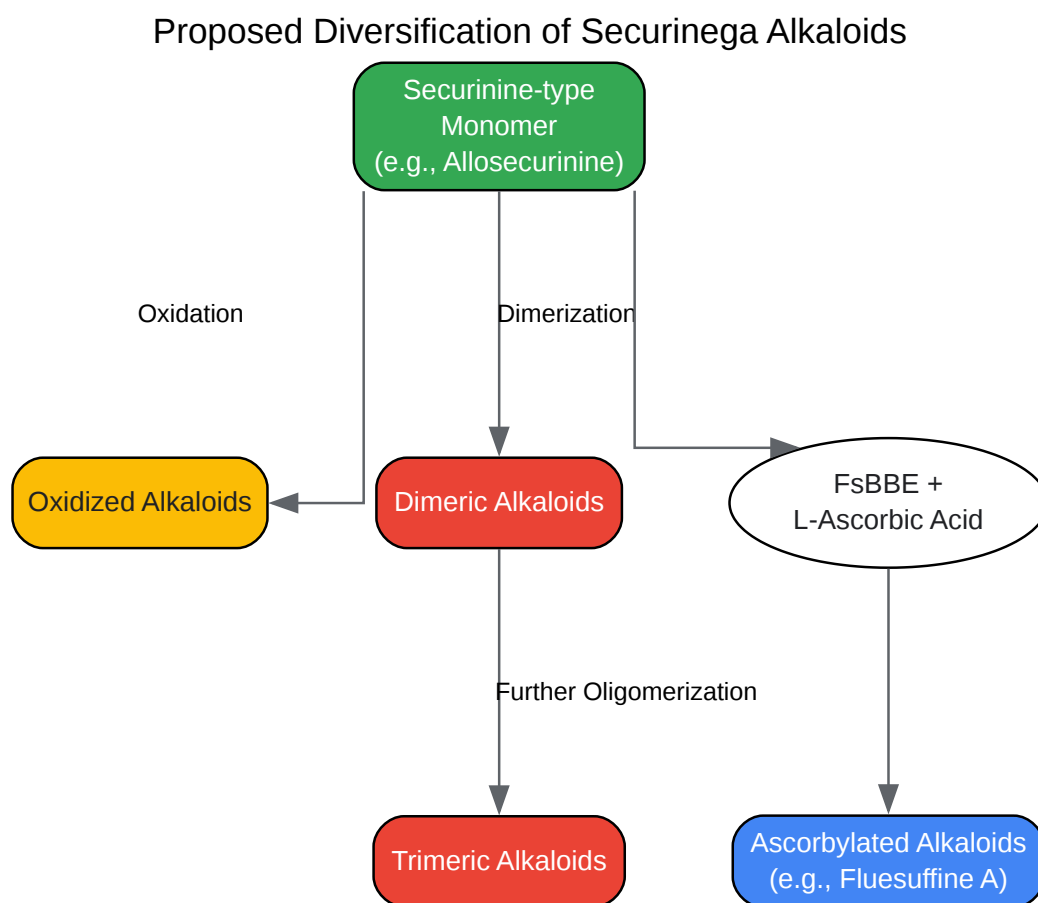 Proposed Diversification of Securinega Alkaloids
Securinine-type
Monomer
(e.g., Allosecurinine)
Oxidation
Dimerization
Oxidized Alkaloids
Dimeric Alkaloids
FsBBE +
L-Ascorbic Acid
Further Oligomerization
Trimeric Alkaloids
Ascorbylated Alkaloids
(e.g., Fluesuffine A)